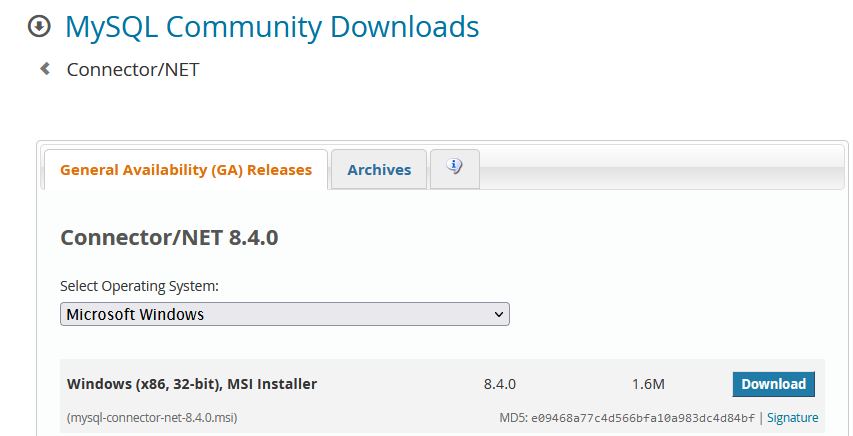 MySQL Community Downloads
Connector/NET
General Availability (GA) Releases Archives
Connector/NET 8.4.0
Select Operating System:
Microsoft Windows
Windows (x86, 32-bit), MSI Installer 8.4.0 1.6M Download
(mysql-connector-net-8.4.0.msi) MD5: e09468a77c4d566bfa10a983dc4d84bf | Signature